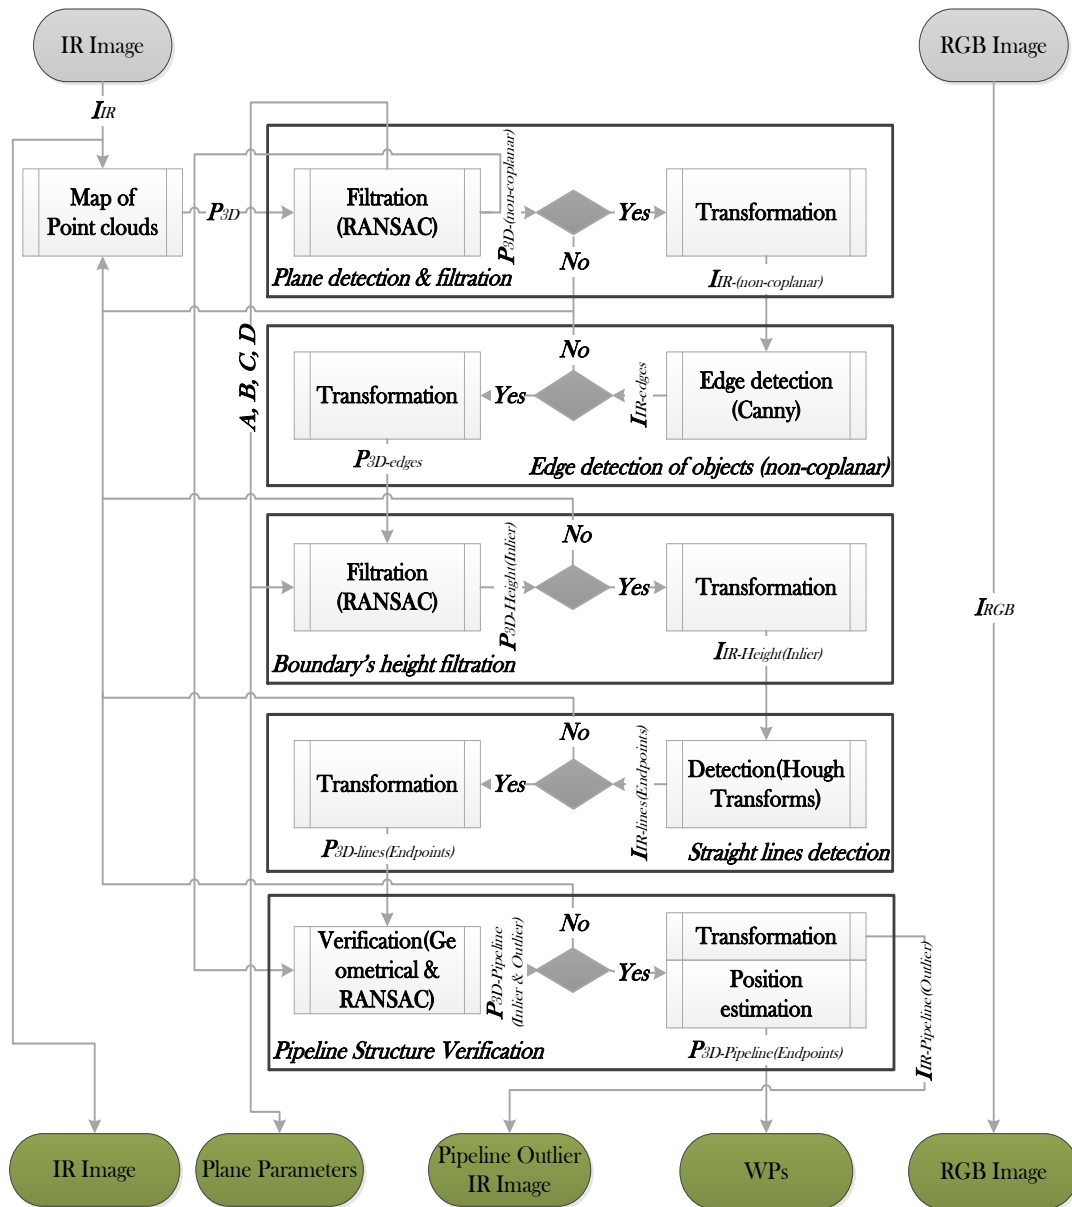 IR Image
RGB Image
IIR
Map of
Point clouds
P3D
Filtration
(RANSAC)
P3D-(non-coplanar)
Yes
Transformation
No
Plane detection & filtration
IIR-(non-coplanar)
A, B, C, D
No
Transformation
Yes
IIR-edges
Edge detection
(Canny)
P3D-edges
Edge detection of objects (non-coplanar)
No
Filtration
(RANSAC)
P3D-Height(Inlier)
Yes
Transformation
IRGB
Boundary's height filtration
IIR-Height(Inlier)
No
Transformation
Yes
IIR-lines(Endpoints)
Detection(Hough
Transforms)
P3D-lines(Endpoints)
Straight lines detection
No
Verification(Ge
ometrical &
RANSAC)
P3D-Pipeline
(Inlier & Outlier)
Yes
Transformation
Position
estimation
Pipeline Structure Verification
P3D-Pipeline(Endpoints)
IIR-Pipeline(Outlier)
IR Image
Plane Parameters
Pipeline Outlier
IR Image
WPs
RGB Image